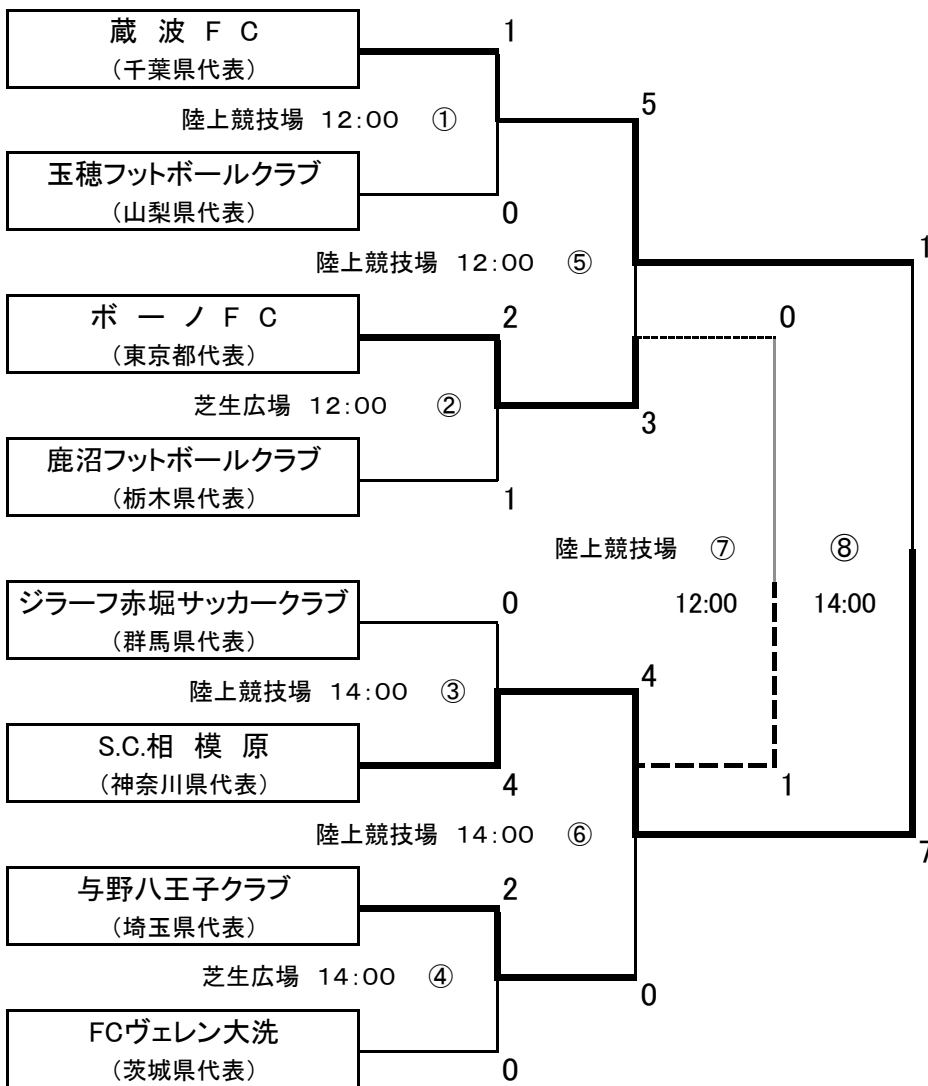 蔵 波 F C
（千葉県代表）
1
陸上競技場 12:00 ①
5
玉穂フットボールクラブ
（山梨県代表）
0
陸上競技場 12:00 ⑤
1
ボ ー ノ F C
（東京都代表）
2
0
芝生広場 12:00 ②
3
鹿沼フットボールクラブ
（栃木県代表）
1
陸上競技場 ⑦ ⑧
12:00 14:00
ジラーフ赤堀サッカークラブ
（群馬県代表）
0
陸上競技場 14:00 ③
4
S.C.相 模 原
（神奈川県代表）
4
1
陸上競技場 14:00 ⑥
7
与野八王子クラブ
（埼玉県代表）
2
芝生広場 14:00 ④
0
FCヴェレン大洗
（茨城県代表）
0